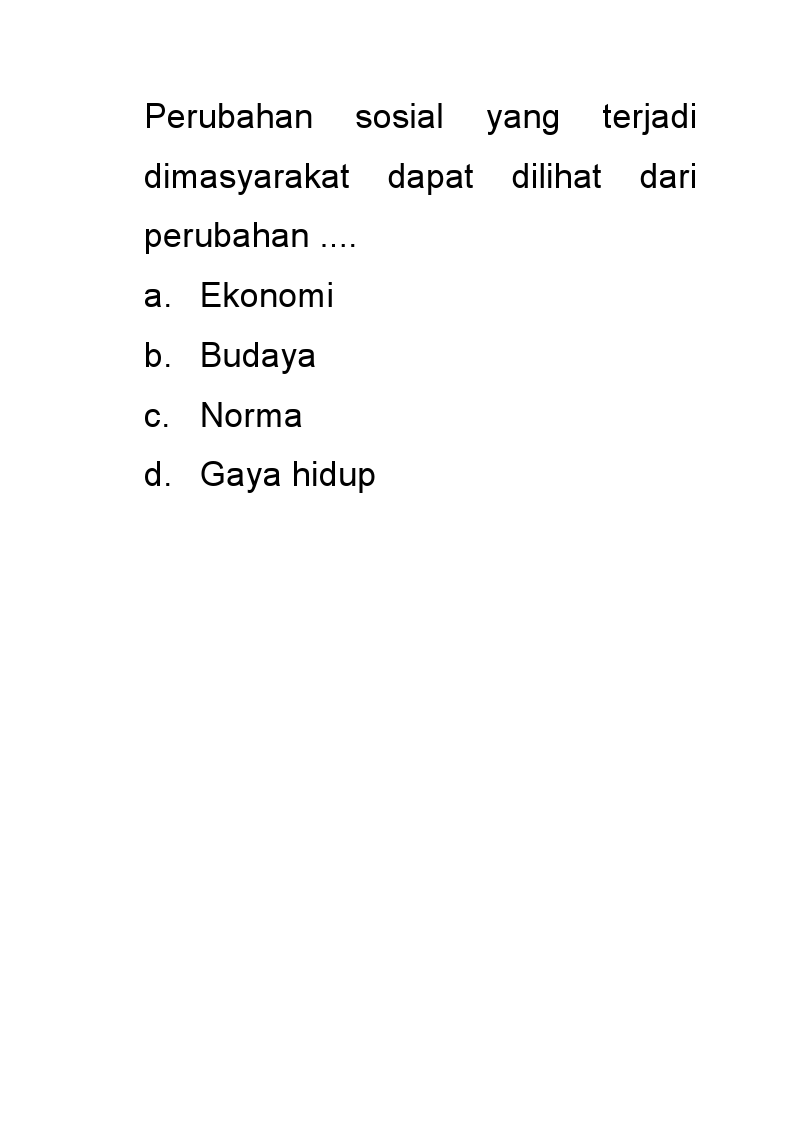 Perubahan sosial yang terjadi
dimasyarakat dapat dilihat dari
perubahan ....
a. Ekonomi
b. Budaya
c. Norma
d. Gaya hidup